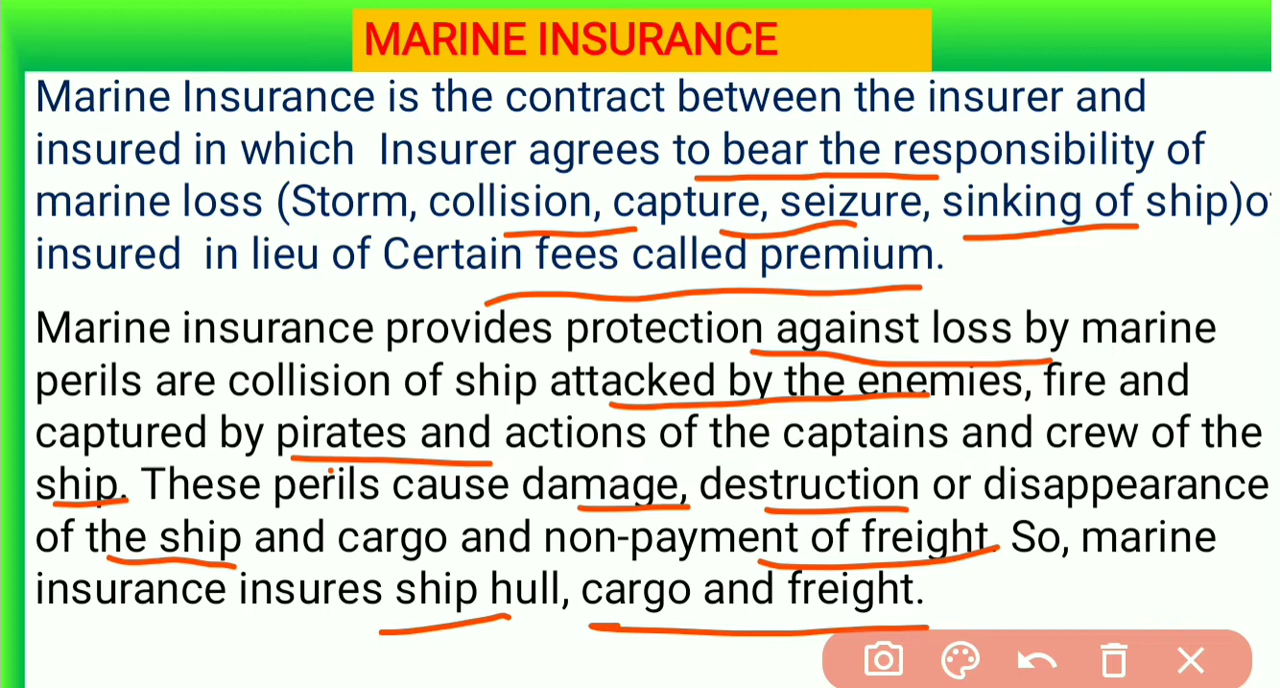 MARINE INSURANCE
Marine Insurance is the contract between the insurer and
insured in which Insurer agrees to bear the responsibility of
marine loss (Storm, collision, capture, seizure, sinking of ship)o
insured in lieu of Certain fees called premium.
Marine insurance provides protection against loss by marine
perils are collision of ship attacked by the enemies, fire and
captured by pirates and actions of the captains and crew of the
ship. These perils cause damage, destruction or disappearance
of the ship and cargo and non-payment of freight. So, marine
insurance insures ship hull, cargo and freight.